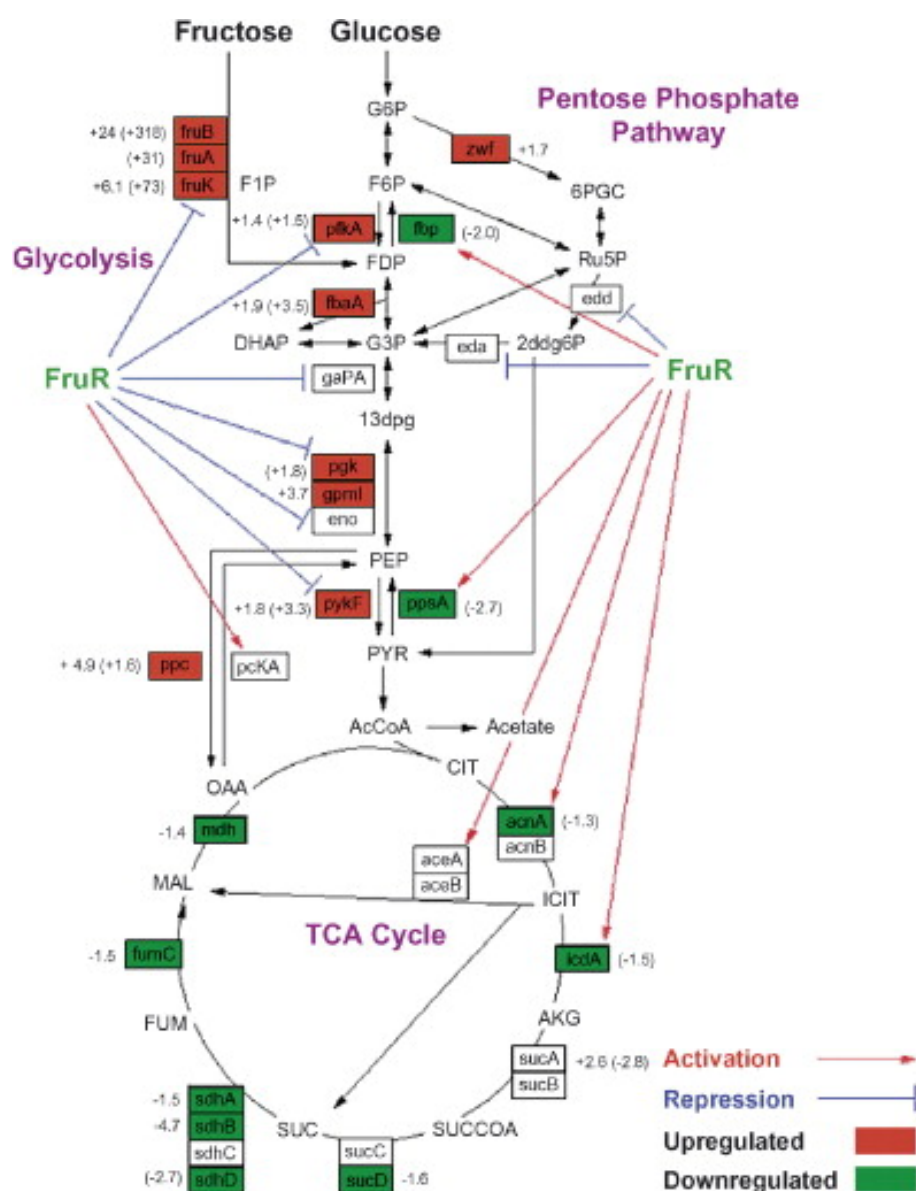 Fructose Glucose
G6P
Pentose Phosphate
Pathway
+24 (+318) fruB
(+31) fruA
+6.1 (+73) fruK F1P
zwf +1.7
6PGC
F6P
+1.4 (+1.5) pfkA fbp (-2.0)
Glycolysis
FDP
Ru5P
edd
+1.9 (+3.5) fbaA
DHAP G3P eda 2ddg6P
FruR gaPA FruR
13dpg
(+1.8) pgk
+3.7 gpmI
eno
PEP
+1.8 (+3.3) pykF ppsA (-2.7)
+ 4.9 (+1.6) ppc pcKA PYR
AcCoA Acetate
CIT
OAA
-1.4 mdh acnA (-1.3)
acnB
aceA
aceB
MAL ICIT
TCA Cycle
-1.5 fumC icdA (-1.5)
FUM AKG
sucA +2.6 (-2.8)
sucB
-1.5 sdhA
-4.7 sdhB
sdhC
(-2.7) sdhD
SUC SUCCOA
sucC
sucD -1.6
Activation
Repression
Upregulated
Downregulated